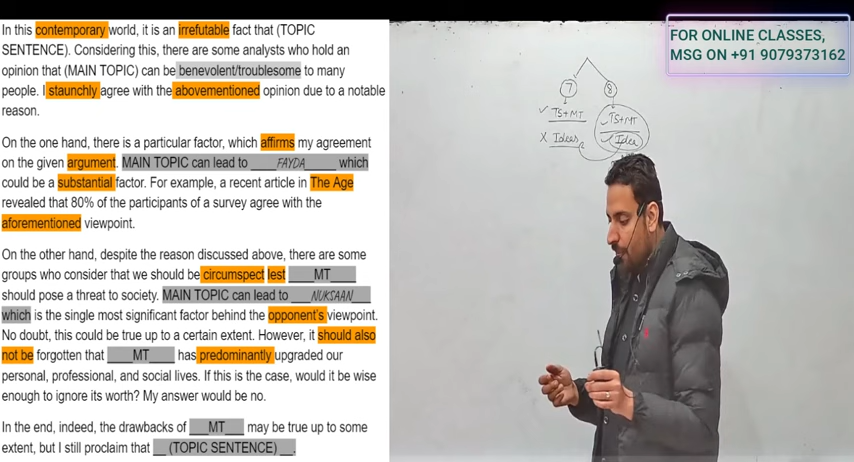 In this contemporary world, it is an irrefutable fact that (TOPIC
SENTENCE). Considering this, there are some analysts who hold an
opinion that (MAIN TOPIC) can be benevolent/troublesome to many
people. I staunchly agree with the abovementioned opinion due to a notable
reason.
On the one hand, there is a particular factor, which affirms my agreement
on the given argument. MAIN TOPIC can lead to ____FAYDA_____ which
could be a substantial factor. For example, a recent article in The Age
revealed that 80% of the participants of a survey agree with the
aforementioned viewpoint.
On the other hand, despite the reason discussed above, there are some
groups who consider that we should be circumspect lest ____MT____
should pose a threat to society. MAIN TOPIC can lead to ___NUKSAAN___
which is the single most significant factor behind the opponent's viewpoint.
No doubt, this could be true up to a certain extent. However, it should also
not be forgotten that ____MT____ has predominantly upgraded our
personal, professional, and social lives. If this is the case, would it be wise
enough to ignore its worth? My answer would be no.
In the end, indeed, the drawbacks of ___MT___ may be true up to some
extent, but I still proclaim that __ (TOPIC SENTENCE) __.
FOR ONLINE CLASSES,
MSG ON +91 9079373162
7 8
✓ TS+MT
✓ TS+MT
X Ideas
✓ Idea